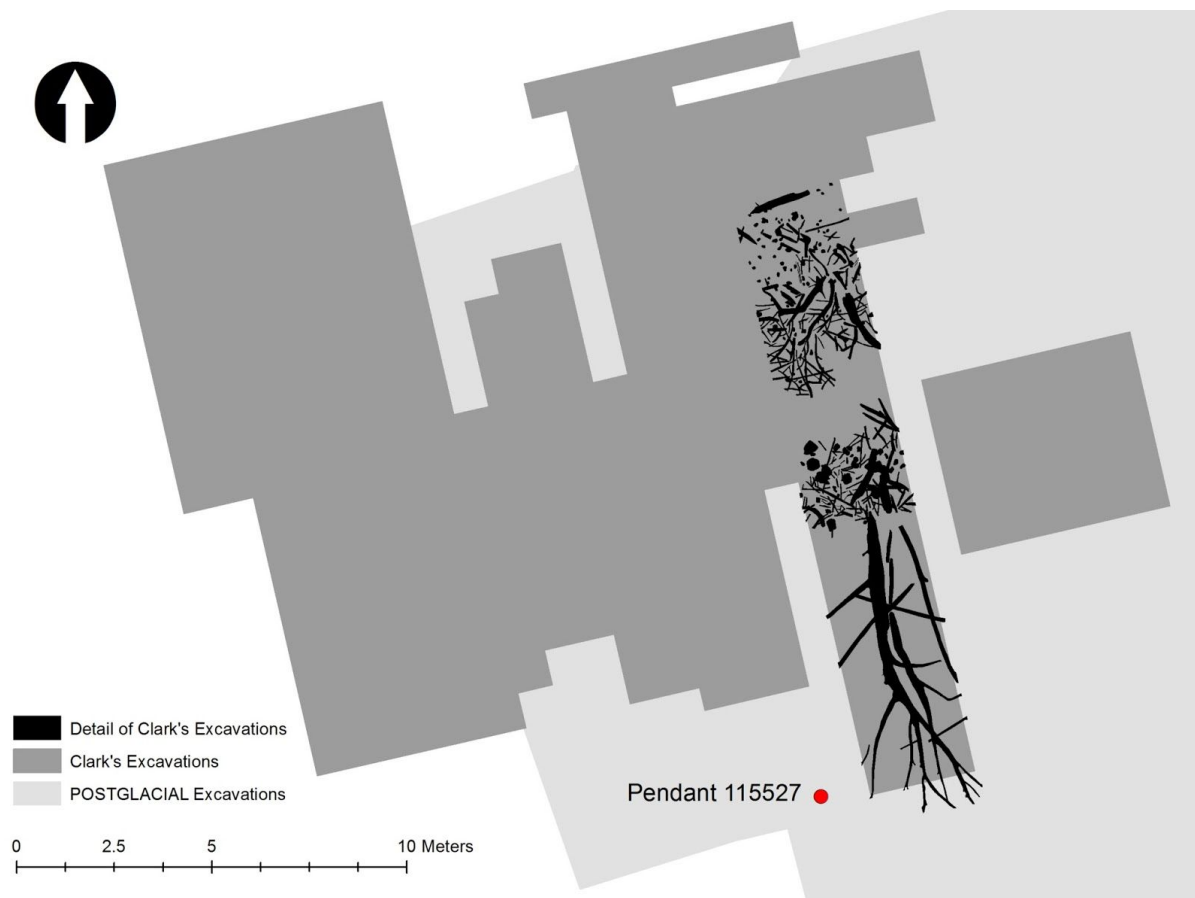 Pendant 115527
Detail of Clark's Excavations
Clark's Excavations
POSTGLACIAL Excavations
0 2.5 5 10 Meters